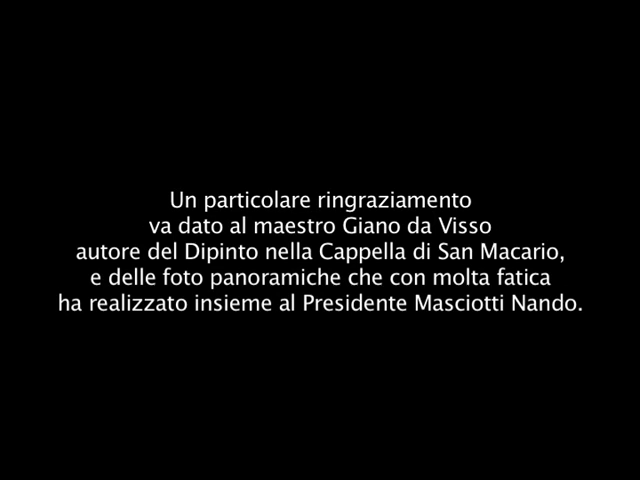 Un particolare ringraziamento
va dato al maestro Giano da Visso
autore del Dipinto nella Cappella di San Macario,
e delle foto panoramiche che con molta fatica
ha realizzato insieme al Presidente Masciotti Nando.